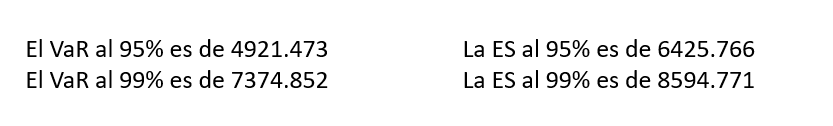 El VaR al 95% es de 4921.473
El VaR al 99% es de 7374.852
La ES al 95% es de 6425.766
La ES al 99% es de 8594.771